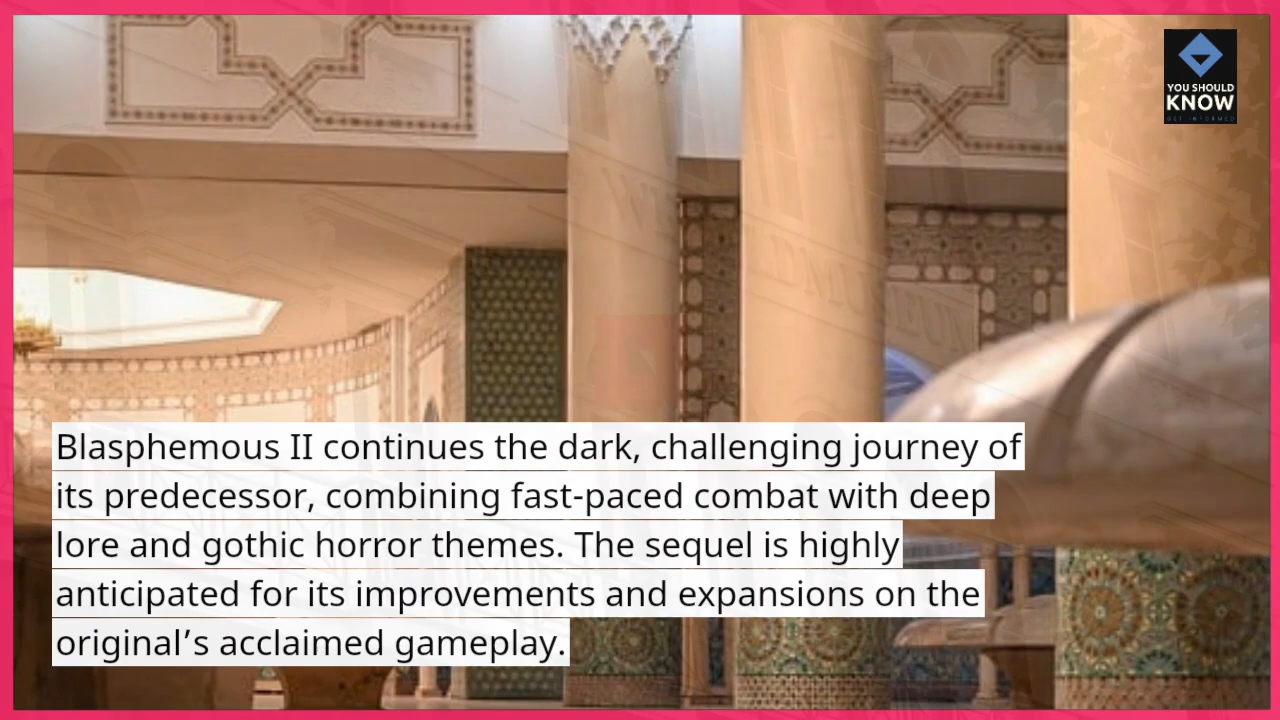 YOU SHOULD
KNOW
GET INFORMED
Blasphemous II continues the dark, challenging journey of
its predecessor, combining fast-paced combat with deep
lore and gothic horror themes. The sequel is highly
anticipated for its improvements and expansions on the
original’s acclaimed gameplay.